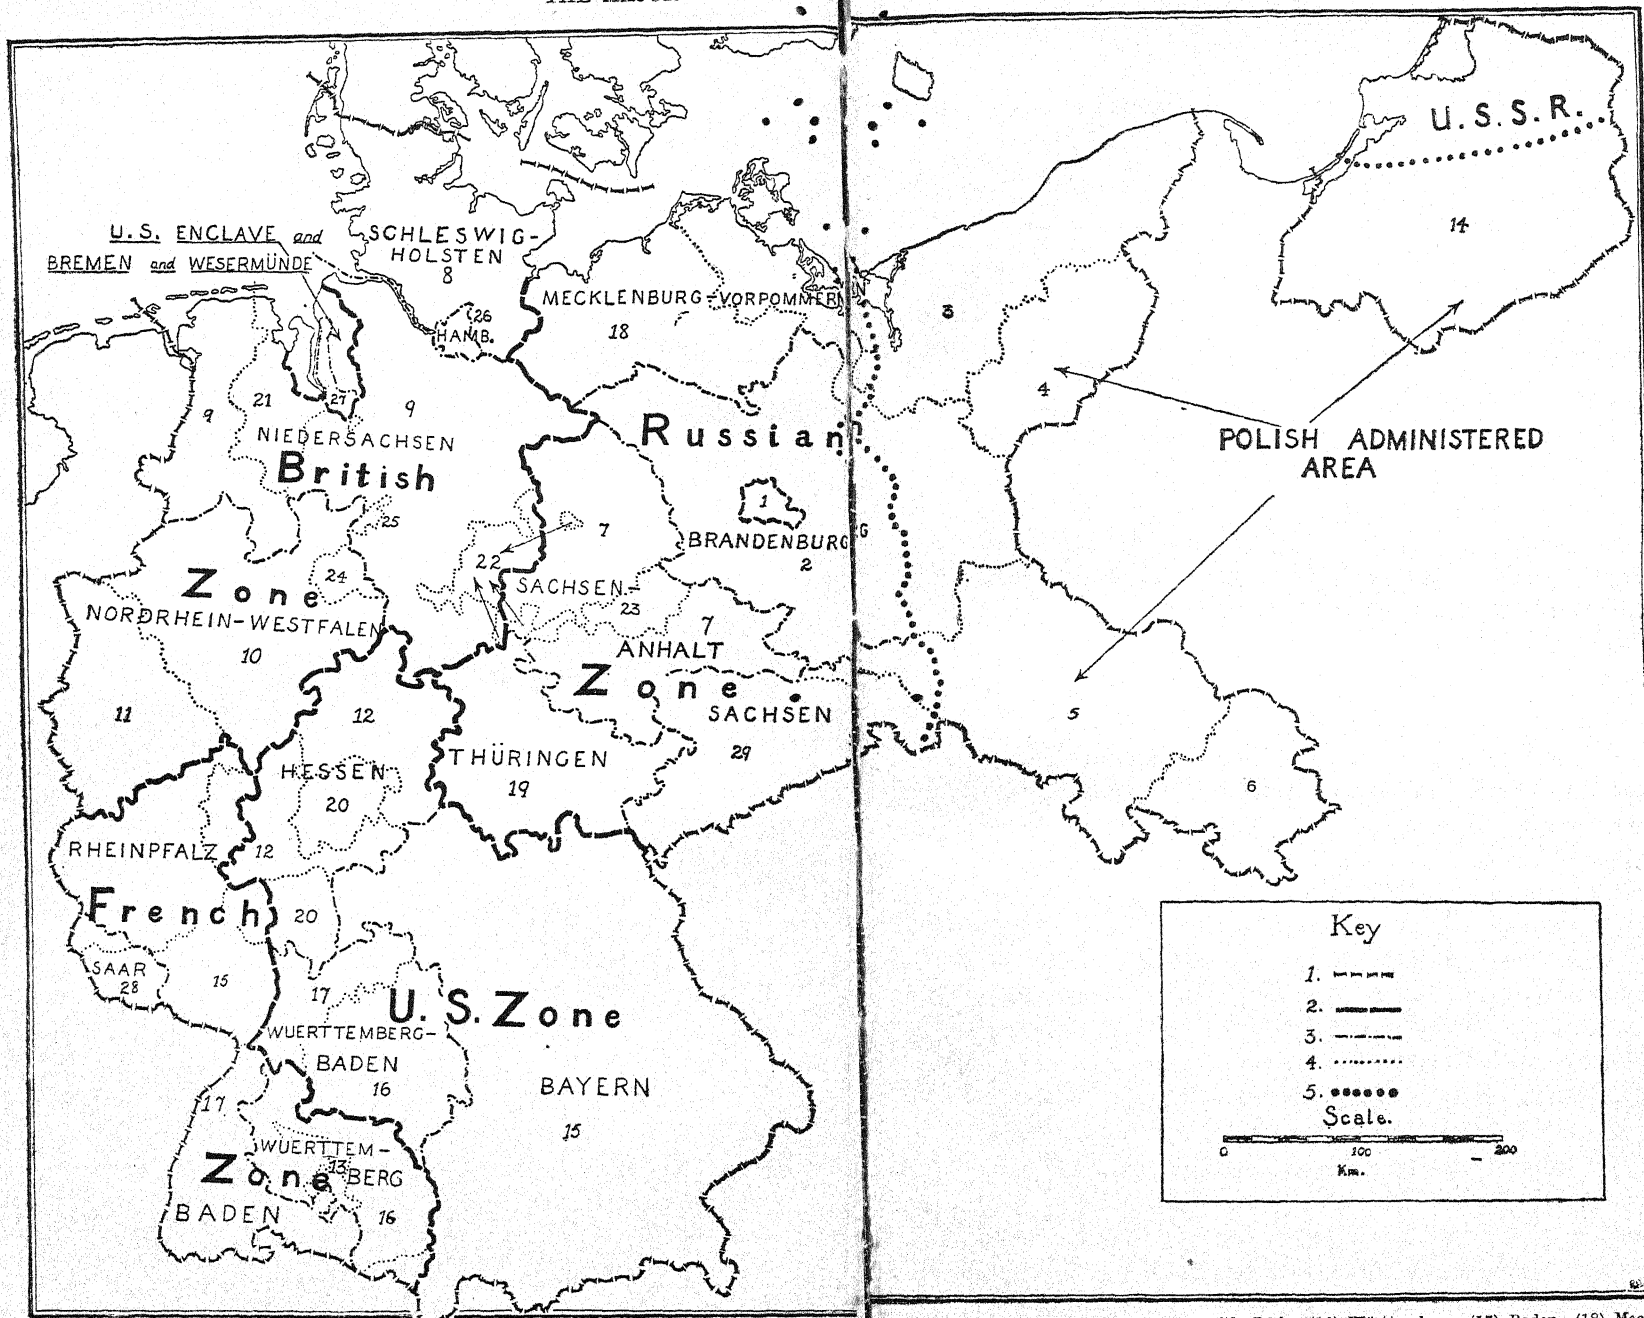 U.S.S.R.
14
U.S. ENCLAVE and
BREMEN and WESERMÜNDE
SCHLESWIG-
HOLSTEN
8
26
HAMB.
MECKLENBURG-VORPOMMERN
18
3
4
9
21
27
9
NIEDERSACHSEN
British
Zone
25
24
22
NORDRHEIN-WESTFALEN
10
11
Russian
1
BRANDENBURG
2
7
SACHSEN-
23
7
ANHALT
Zone
SACHSEN
29
POLISH ADMINISTERED
AREA
5
6
12
HESSEN
20
THÜRINGEN
19
RHEINPFALZ
12
French
20
SAAR
28
15
17
U.S. Zone
WUERTTEMBERG-
BADEN
16
BAYERN
15
17
WUERTTEM-
BERG
Zone
13
BADEN
16
Key
1.
2.
3.
4.
5.
Scale.
0 100 200
Km.